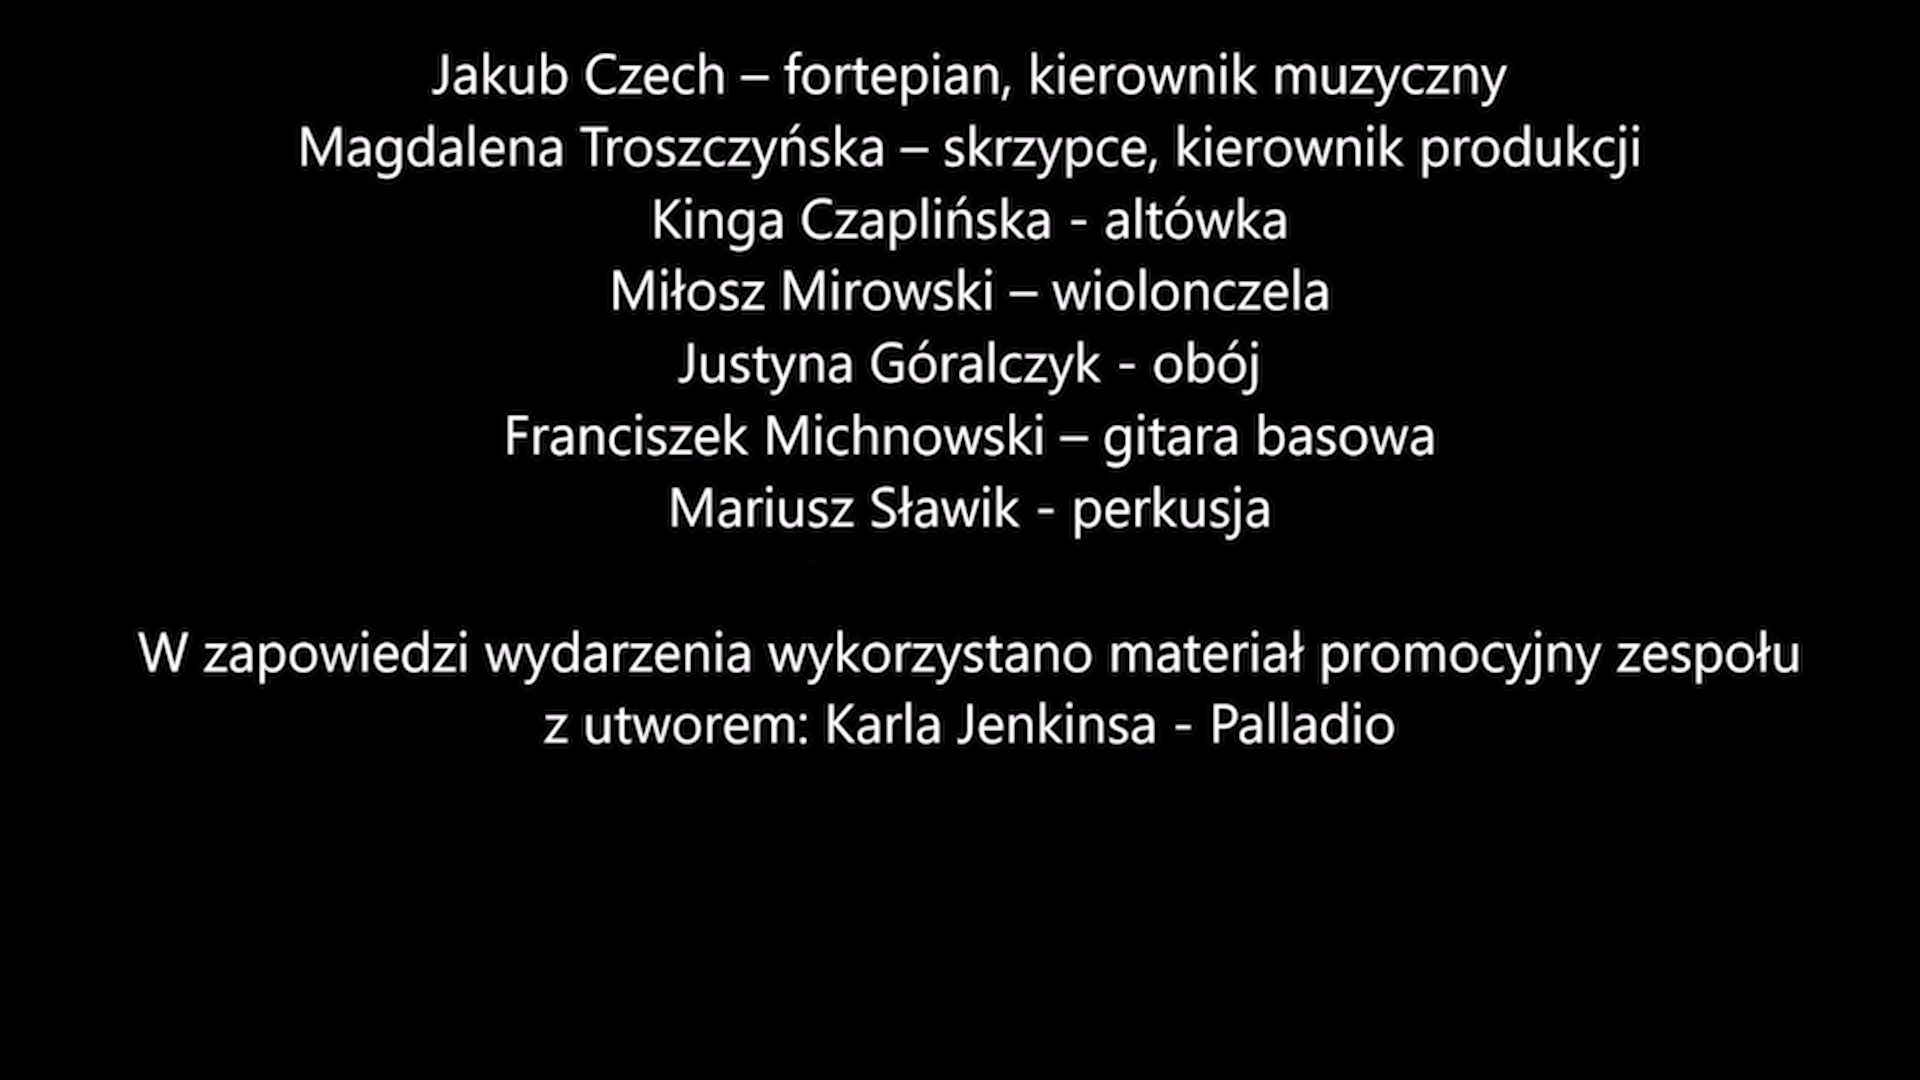 Jakub Czech – fortepian, kierownik muzyczny
Magdalena Troszczyńska – skrzypce, kierownik produkcji
Kinga Czaplińska - altówka
Miłosz Mirowski – wiolonczela
Justyna Góralczyk - obój
Franciszek Michnowski – gitara basowa
Mariusz Sławik - perkusja
W zapowiedzi wydarzenia wykorzystano materiał promocyjny zespołu
z utworem: Karla Jenkinsa - Palladio